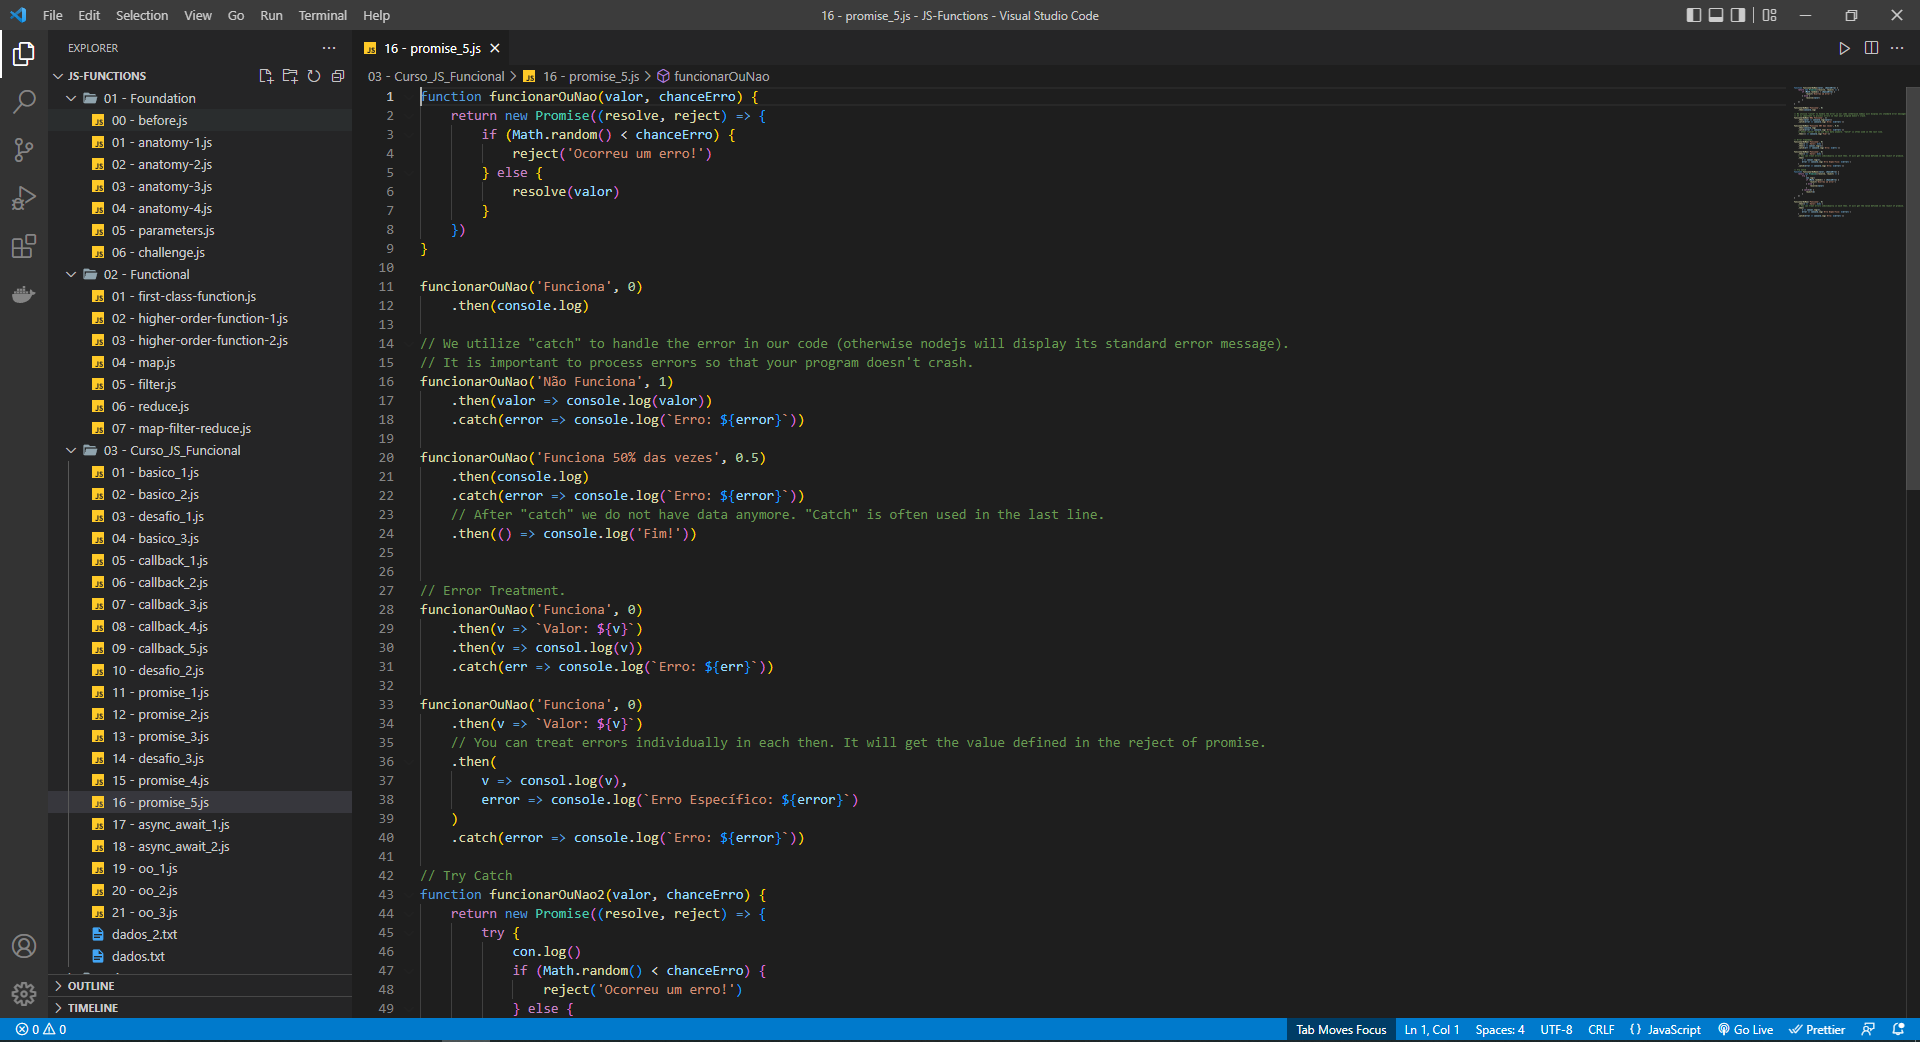 File Edit Selection View Go Run Terminal Help
16 - promise_5.js - JS-Functions - Visual Studio Code
EXPLORER
JS-FUNCTIONS
01 - Foundation
00 - before.js
01 - anatomy-1.js
02 - anatomy-2.js
03 - anatomy-3.js
04 - anatomy-4.js
05 - parameters.js
06 - challenge.js
02 - Functional
01 - first-class-function.js
02 - higher-order-function-1.js
03 - higher-order-function-2.js
04 - map.js
05 - filter.js
06 - reduce.js
07 - map-filter-reduce.js
03 - Curso_JS_Funcional
01 - basico_1.js
02 - basico_2.js
03 - desafio_1.js
04 - basico_3.js
05 - callback_1.js
06 - callback_2.js
07 - callback_3.js
08 - callback_4.js
09 - callback_5.js
10 - desafio_2.js
11 - promise_1.js
12 - promise_2.js
13 - promise_3.js
14 - desafio_3.js
15 - promise_4.js
16 - promise_5.js
17 - async_await_1.js
18 - async_await_2.js
19 - oo_1.js
20 - oo_2.js
21 - oo_3.js
dados_2.txt
dados.txt
OUTLINE
TIMELINE
16 - promise_5.js
03 - Curso_JS_Funcional > 16 - promise_5.js > funcionarOuNao
1 function funcionarOuNao(valor, chanceErro) {
2 return new Promise((resolve, reject) => {
3 if (Math.random() < chanceErro) {
4 reject('Ocorreu um erro!')
5 } else {
6 resolve(valor)
7 }
8 })
9 }
10
11 funcionarOuNao('Funciona', 0)
12 .then(console.log)
13
14 // We utilize "catch" to handle the error in our code (otherwise nodejs will display its standard error message).
15 // It is important to process errors so that your program doesn't crash.
16 funcionarOuNao('Não Funciona', 1)
17 .then(valor => console.log(valor))
18 .catch(error => console.log(`Erro: ${error}`))
19
20 funcionarOuNao('Funciona 50% das vezes', 0.5)
21 .then(console.log)
22 .catch(error => console.log(`Erro: ${error}`))
23 // After "catch" we do not have data anymore. "Catch" is often used in the last line.
24 .then(() => console.log('Fim!'))
25
26
27 // Error Treatment.
28 funcionarOuNao('Funciona', 0)
29 .then(v => `Valor: ${v}`)
30 .then(v => consol.log(v))
31 .catch(err => console.log(`Erro: ${err}`))
32
33 funcionarOuNao('Funciona', 0)
34 .then(v => `Valor: ${v}`)
35 // You can treat errors individually in each then. It will get the value defined in the reject of promise.
36 .then(
37 v => consol.log(v),
38 error => console.log(`Erro Específico: ${error}`)
39 )
40 .catch(error => console.log(`Erro: ${error}`))
41
42 // Try Catch
43 function funcionarOuNao2(valor, chanceErro) {
44 return new Promise((resolve, reject) => {
45 try {
46 con.log()
47 if (Math.random() < chanceErro) {
48 reject('Ocorreu um erro!')
49 } else {
0 0
Tab Moves Focus Ln 1, Col 1 Spaces: 4 UTF-8 CRLF {} JavaScript Go Live Prettier